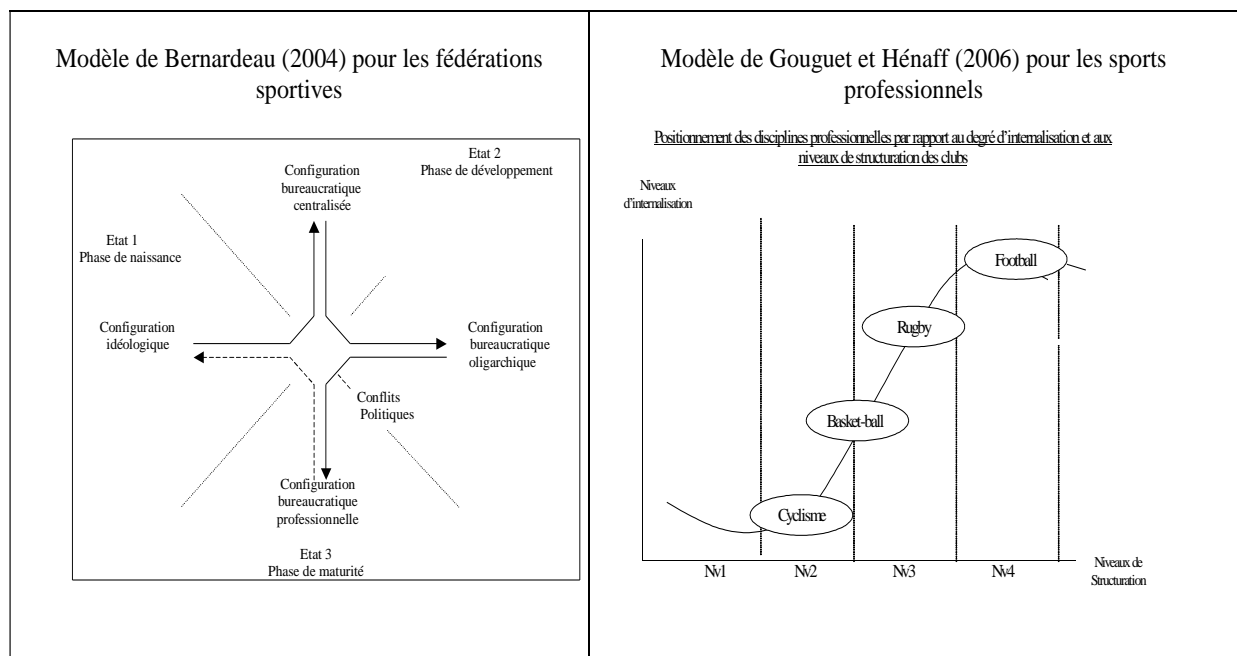 Modèle de Bernardeau (2004) pour les fédérations
sportives
Etat 2
Phase de développement
Configuration
bureaucratique
centralisée
Etat 1
Phase de naissance
Configuration
idéologique
Configuration
bureaucratique
oligarchique
Conflits
Politiques
Configuration
bureaucratique
professionnelle
Etat 3
Phase de maturité
Modèle de Gouguet et Hénaff (2006) pour les sports
professionnels
Positionnement des disciplines professionnelles par rapport au degré d'internalisation et aux
niveaux de structuration des clubs
Niveaux
d'internalisation
Football
Rugby
Basket-ball
Cyclisme
Nv1
Nv2
Nv3
Nv4
Niveaux de
Structuration